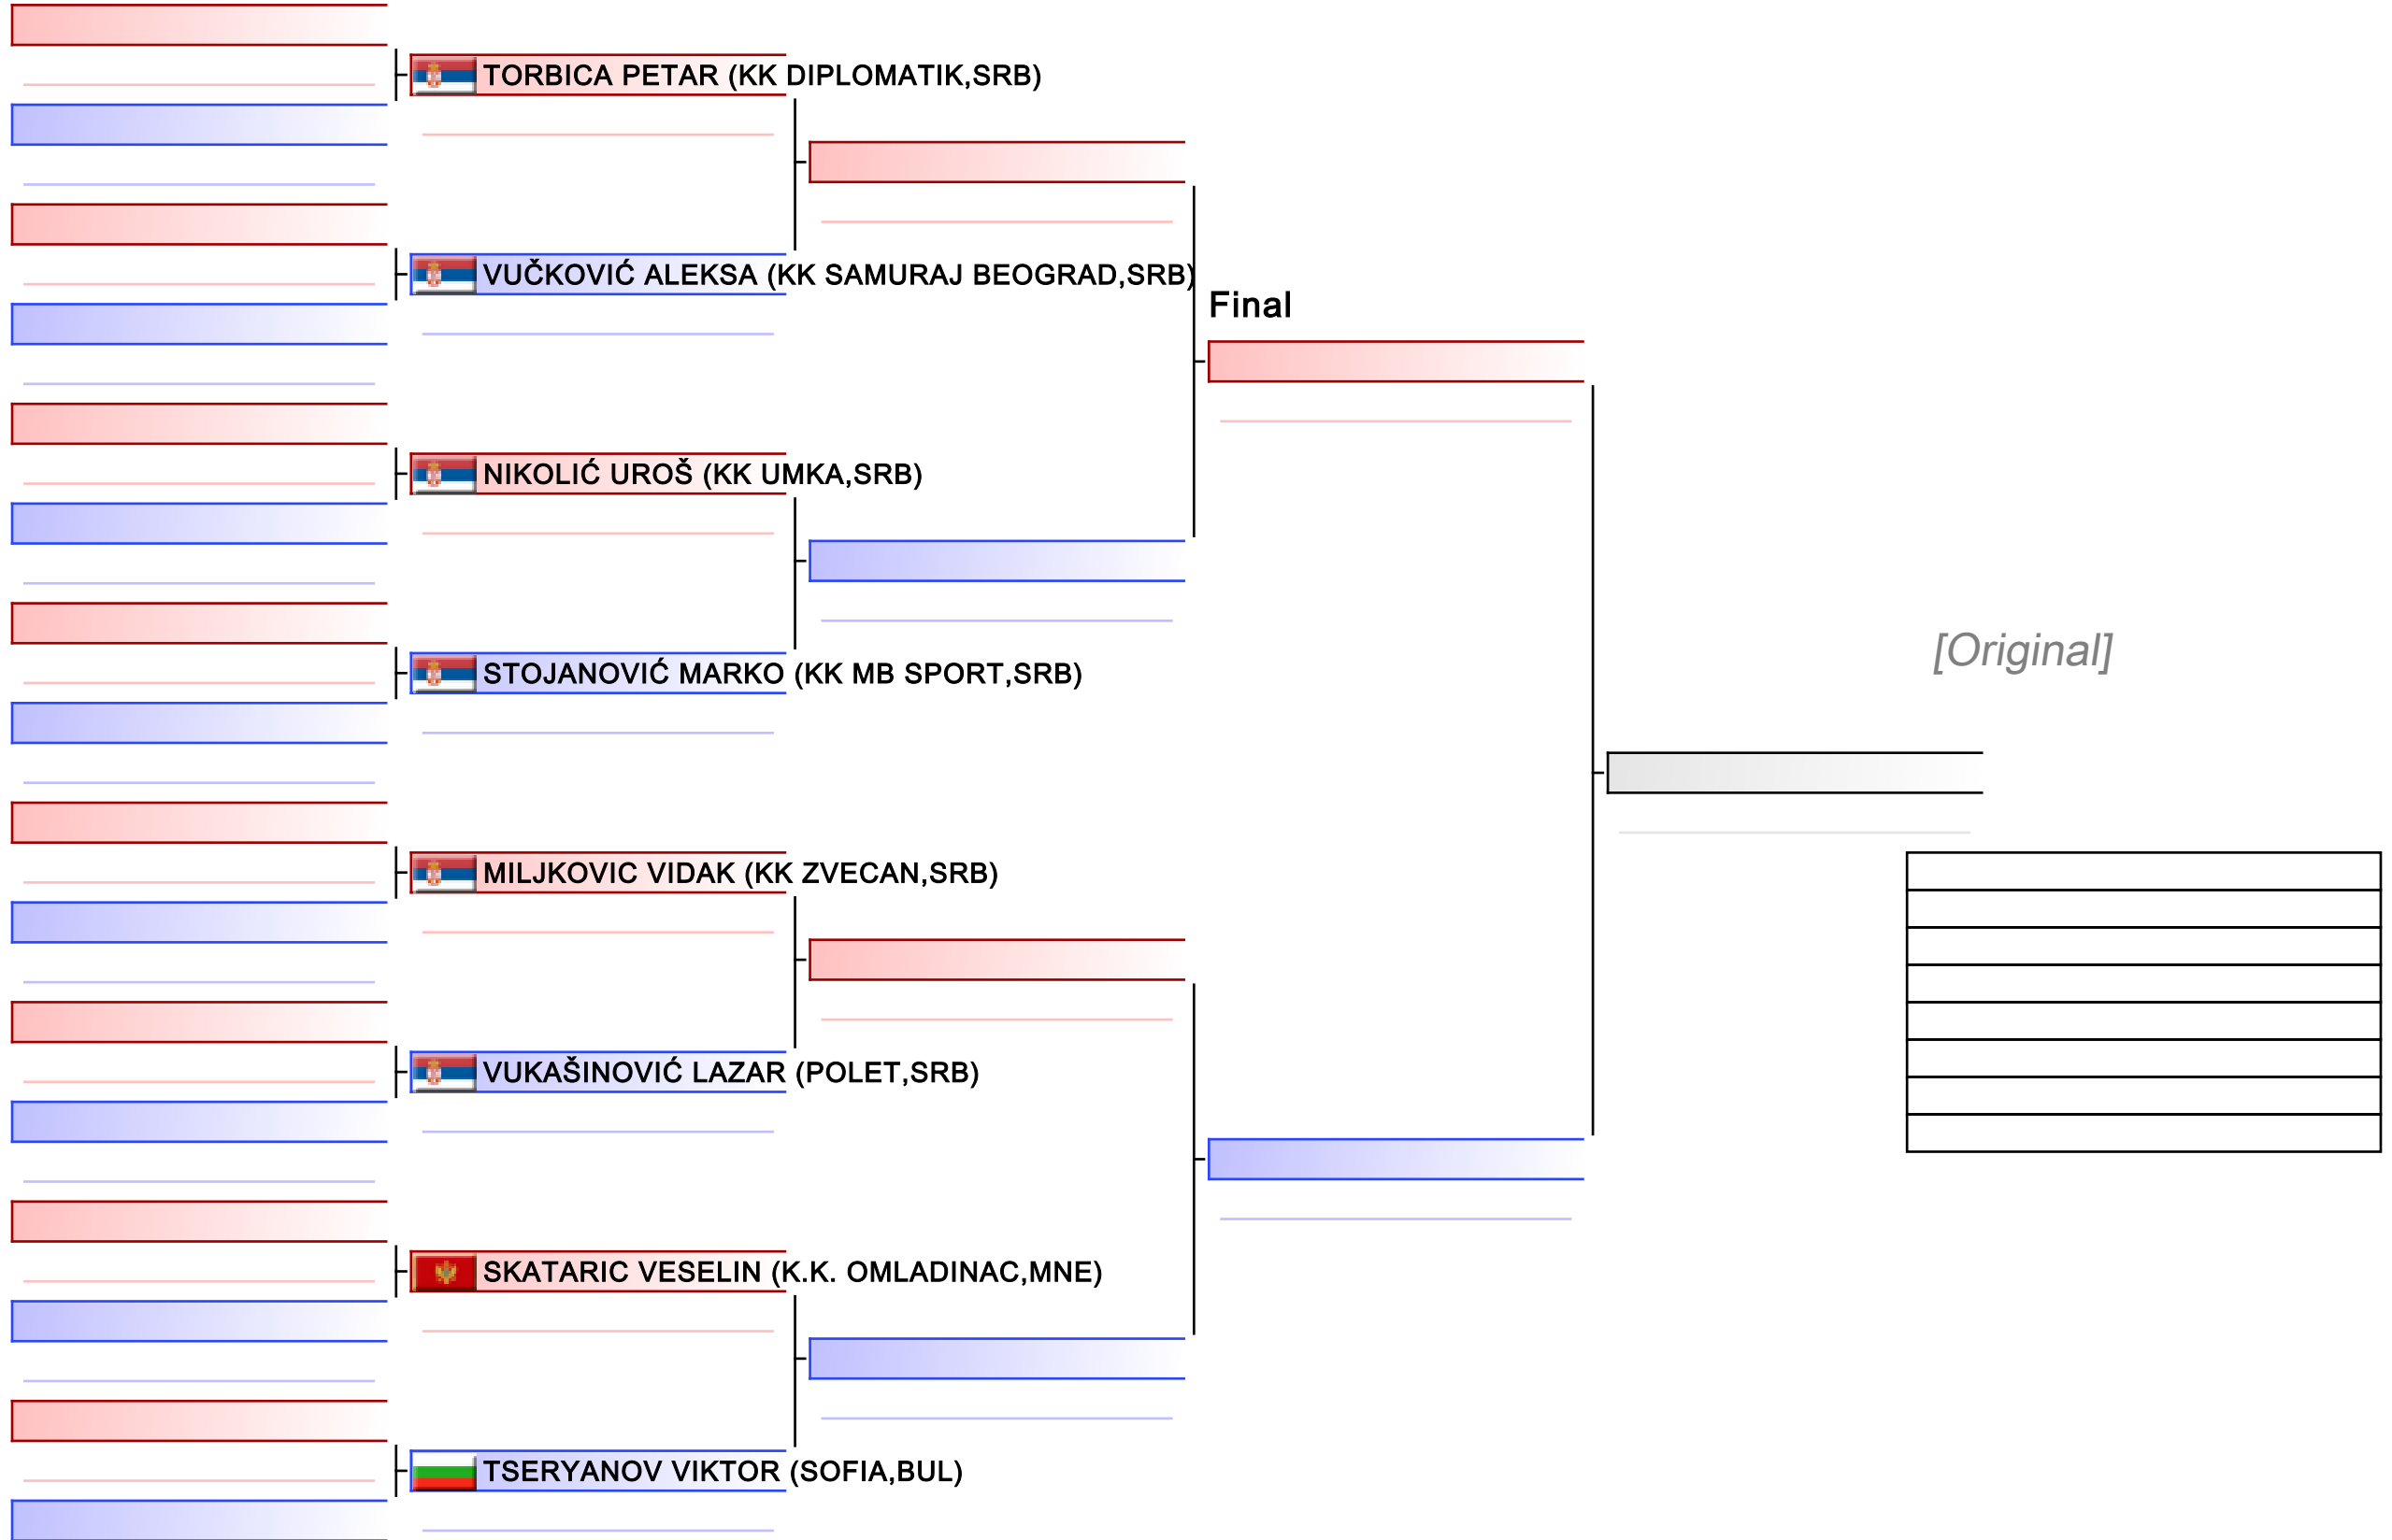 TORBICA PETAR (KK DIPLOMATIK,SRB)
VUČKOVIĆ ALEKSA (KK SAMURAJ BEOGRAD,SRB)
Final
NIKOLIĆ UROŠ (KK UMKA,SRB)
STOJANOVIĆ MARKO (KK MB SPORT,SRB)
[Original]
MILJKOVIC VIDAK (KK ZVECAN,SRB)
VUKAŠINOVIĆ LAZAR (POLET,SRB)
SKATARIC VESELIN (K.K. OMLADINAC,MNE)
TSERYANOV VIKTOR (SOFIA,BUL)